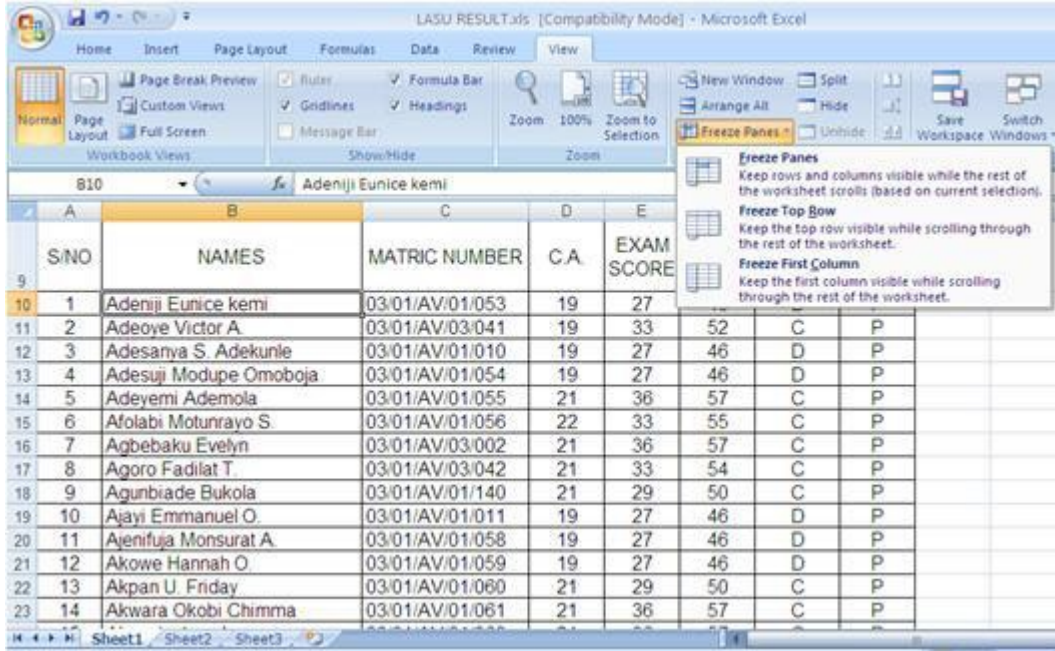 LASU RESULT.xls [Compatibility Mode] - Microsoft Excel
Home Insert Page Layout Formulas Data Review View
Normal
Page Layout
Page Break Preview
Custom Views
Full Screen
Workbook Views
Ruler
Gridlines
Message Bar
Formula Bar
Headings
Show/Hide
Zoom
100%
Zoom to Selection
Zoom
New Window
Arrange All
Freeze Panes
Split
Hide
Unhide
Save Workspace
Switch Windows
Freeze Panes
Keep rows and columns visible while the rest of
the worksheet scrolls (based on current selection).
Freeze Top Row
Keep the top row visible while scrolling through
the rest of the worksheet.
Freeze First Column
Keep the first column visible while scrolling
through the rest of the worksheet.
B10 fx Adeniji Eunice kemi
A B C D E
9 S/NO NAMES MATRIC NUMBER C.A. EXAM SCORE
10 1 Adeniji Eunice kemi 03/01/AV/01/053 19 27
11 2 Adeoye Victor A. 03/01/AV/03/041 19 33 52 C P
12 3 Adesanya S. Adekunle 03/01/AV/01/010 19 27 46 D P
13 4 Adesuji Modupe Omoboja 03/01/AV/01/054 19 27 46 D P
14 5 Adeyemi Ademola 03/01/AV/01/055 21 36 57 C P
15 6 Afolabi Motunrayo S. 03/01/AV/01/056 22 33 55 C P
16 7 Agbebaku Evelyn 03/01/AV/03/002 21 36 57 C P
17 8 Agoro Fadilat T. 03/01/AV/03/042 21 33 54 C P
18 9 Agunbiade Bukola 03/01/AV/01/140 21 29 50 C P
19 10 Ajayi Emmanuel O. 03/01/AV/01/011 19 27 46 D P
20 11 Ajenifuja Monsurat A. 03/01/AV/01/058 19 27 46 D P
21 12 Akowe Hannah O. 03/01/AV/01/059 19 27 46 D P
22 13 Akpan U. Friday 03/01/AV/01/060 21 29 50 C P
23 14 Akwara Okobi Chimma 03/01/AV/01/061 21 36 57 C P
Sheet1 Sheet2 Sheet3